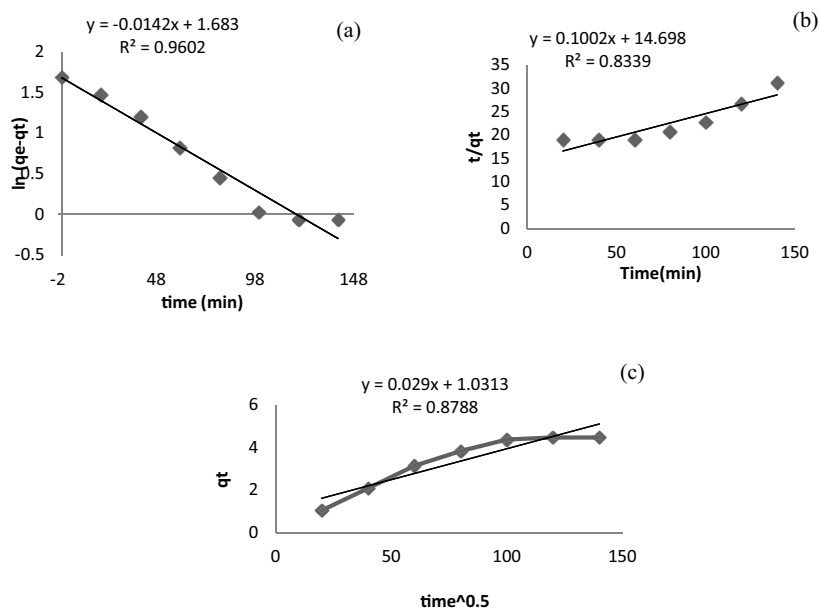 y = -0.0142x + 1.683
R² = 0.9602
(a)
2
1.5
1
0.5
0
-0.5
-2
48
98
148
ln (qe-qt)
time (min)
y = 0.1002x + 14.698
R² = 0.8339
(b)
35
30
25
20
15
10
5
0
0
50
100
150
t/qt
Time(min)
y = 0.029x + 1.0313
R² = 0.8788
(c)
6
4
2
0
0
50
100
150
qt
time^0.5